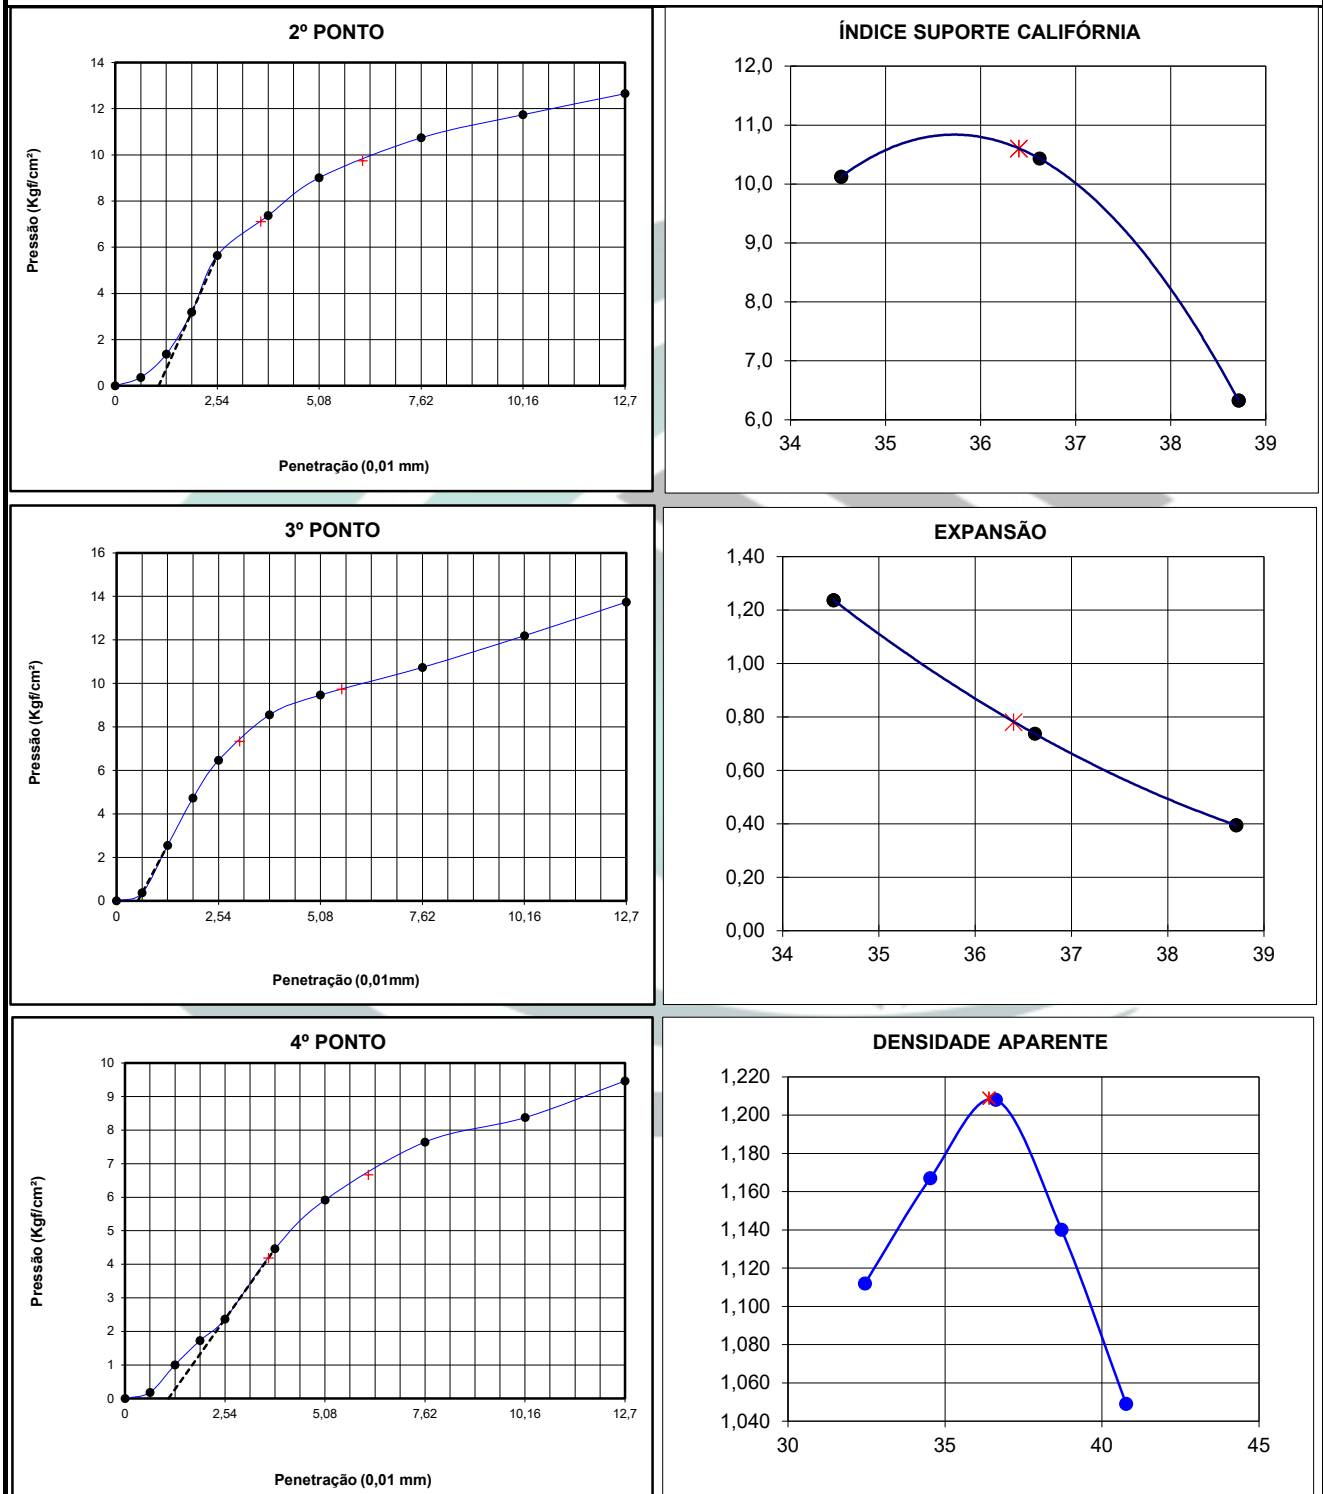 2º PONTO
14
12
10
8
6
4
2
0
0 2,54 5,08 7,62 10,16 12,7
Pressão (Kgf/cm²)
Penetração (0,01 mm)
ÍNDICE SUPORTE CALIFÓRNIA
12,0
11,0
10,0
9,0
8,0
7,0
6,0
34 35 36 37 38 39
3º PONTO
16
14
12
10
8
6
4
2
0
0 2,54 5,08 7,62 10,16 12,7
Pressão (Kgf/cm²)
Penetração (0,01mm)
EXPANSÃO
1,40
1,20
1,00
0,80
0,60
0,40
0,20
0,00
34 35 36 37 38 39
4º PONTO
10
9
8
7
6
5
4
3
2
1
0
0 2,54 5,08 7,62 10,16 12,7
Pressão (Kgf/cm²)
Penetração (0,01 mm)
DENSIDADE APARENTE
1,220
1,200
1,180
1,160
1,140
1,120
1,100
1,080
1,060
1,040
30 35 40 45